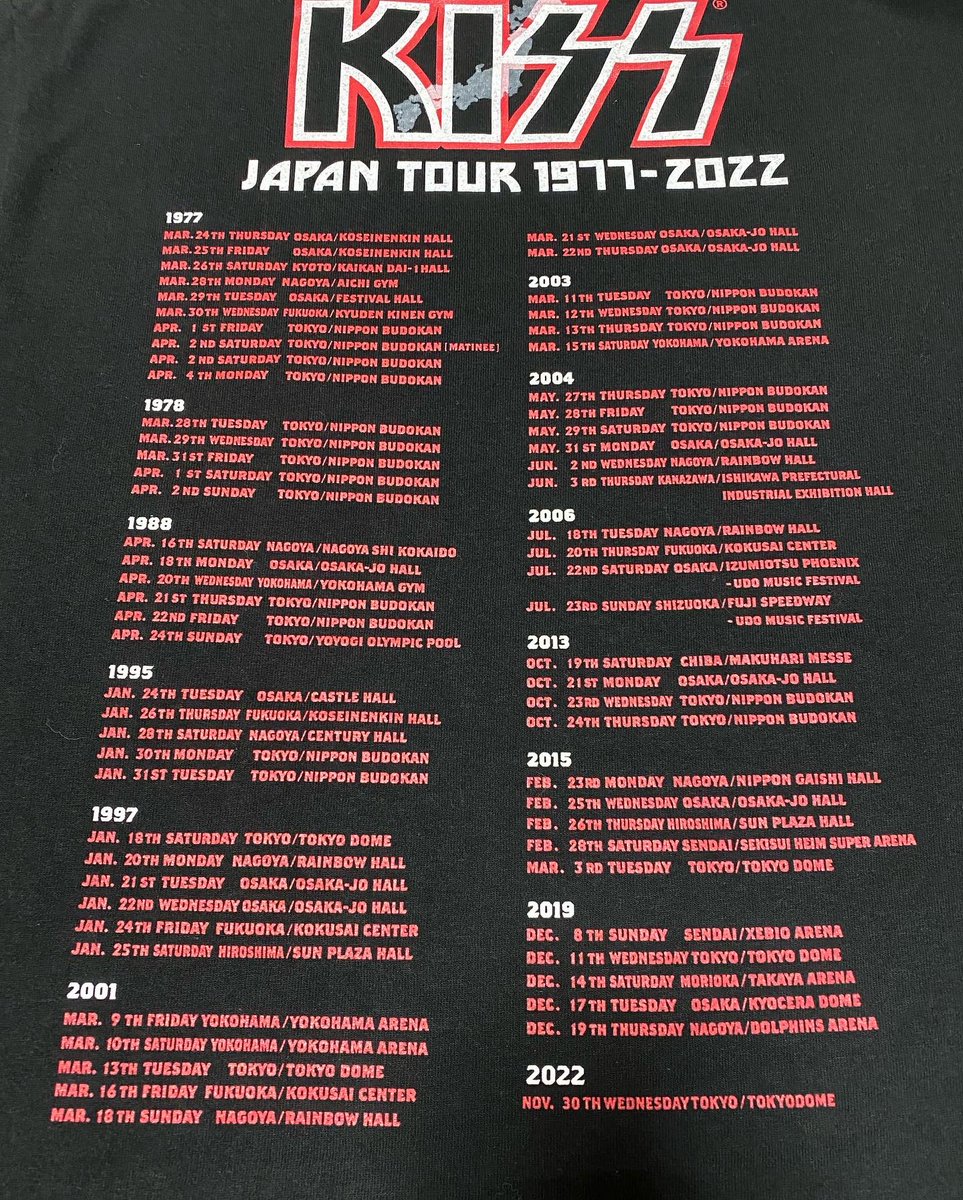 KISS®
JAPAN TOUR 1977-2022
1977
MAR. 24TH THURSDAY OSAKA/KOSEINENKIN HALL
MAR. 25TH FRIDAY OSAKA/KOSEINENKIN HALL
MAR. 26TH SATURDAY KYOTO/KAIKAN DAI-1 HALL
MAR. 28TH MONDAY NAGOYA/AICHI GYM
MAR. 29TH TUESDAY OSAKA/FESTIVAL HALL
MAR. 30TH WEDNESDAY FUKUOKA/KYUDEN KINEN GYM
APR. 1ST FRIDAY TOKYO/NIPPON BUDOKAN
APR. 2ND SATURDAY TOKYO/NIPPON BUDOKAN [MATINEE]
APR. 2ND SATURDAY TOKYO/NIPPON BUDOKAN
APR. 4TH MONDAY TOKYO/NIPPON BUDOKAN
1978
MAR. 28TH TUESDAY TOKYO/NIPPON BUDOKAN
MAR. 29TH WEDNESDAY TOKYO/NIPPON BUDOKAN
MAR. 31ST FRIDAY TOKYO/NIPPON BUDOKAN
APR. 1ST SATURDAY TOKYO/NIPPON BUDOKAN
APR. 2ND SUNDAY TOKYO/NIPPON BUDOKAN
1988
APR. 16TH SATURDAY NAGOYA/NAGOYA SHI KOKAIDO
APR. 18TH MONDAY OSAKA/OSAKA-JO HALL
APR. 20TH WEDNESDAY YOKOHAMA/YOKOHAMA GYM
APR. 21ST THURSDAY TOKYO/NIPPON BUDOKAN
APR. 22ND FRIDAY TOKYO/NIPPON BUDOKAN
APR. 24TH SUNDAY TOKYO/YOYOGI OLYMPIC POOL
1995
JAN. 24TH TUESDAY OSAKA/CASTLE HALL
JAN. 26TH THURSDAY FUKUOKA/KOSEINENKIN HALL
JAN. 28TH SATURDAY NAGOYA/CENTURY HALL
JAN. 30TH MONDAY TOKYO/NIPPON BUDOKAN
JAN. 31ST TUESDAY TOKYO/NIPPON BUDOKAN
1997
JAN. 18TH SATURDAY TOKYO/TOKYO DOME
JAN. 20TH MONDAY NAGOYA/RAINBOW HALL
JAN. 21ST TUESDAY OSAKA/OSAKA-JO HALL
JAN. 22ND WEDNESDAY OSAKA/OSAKA-JO HALL
JAN. 24TH FRIDAY FUKUOKA/KOKUSAI CENTER
JAN. 25TH SATURDAY HIROSHIMA/SUN PLAZA HALL
2001
MAR. 9TH FRIDAY YOKOHAMA/YOKOHAMA ARENA
MAR. 10TH SATURDAY YOKOHAMA/YOKOHAMA ARENA
MAR. 13TH TUESDAY TOKYO/TOKYO DOME
MAR. 16TH FRIDAY FUKUOKA/KOKUSAI CENTER
MAR. 18TH SUNDAY NAGOYA/RAINBOW HALL
MAR. 21ST WEDNESDAY OSAKA/OSAKA-JO HALL
MAR. 22ND THURSDAY OSAKA/OSAKA-JO HALL
2003
MAR. 11TH TUESDAY TOKYO/NIPPON BUDOKAN
MAR. 12TH WEDNESDAY TOKYO/NIPPON BUDOKAN
MAR. 13TH THURSDAY TOKYO/NIPPON BUDOKAN
MAR. 15TH SATURDAY YOKOHAMA/YOKOHAMA ARENA
2004
MAY. 27TH THURSDAY TOKYO/NIPPON BUDOKAN
MAY. 28TH FRIDAY TOKYO/NIPPON BUDOKAN
MAY. 29TH SATURDAY TOKYO/NIPPON BUDOKAN
MAY. 31ST MONDAY OSAKA/OSAKA-JO HALL
JUN. 2ND WEDNESDAY NAGOYA/RAINBOW HALL
JUN. 3RD THURSDAY KANAZAWA/ISHIKAWA PREFECTURAL
INDUSTRIAL EXHIBITION HALL
2006
JUL. 18TH TUESDAY NAGOYA/RAINBOW HALL
JUL. 20TH THURSDAY FUKUOKA/KOKUSAI CENTER
JUL. 22ND SATURDAY OSAKA/IZUMIOTSU PHOENIX
-UDO MUSIC FESTIVAL
JUL. 23RD SUNDAY SHIZUOKA/FUJI SPEEDWAY
-UDO MUSIC FESTIVAL
2013
OCT. 19TH SATURDAY CHIBA/MAKUHARI MESSE
OCT. 21ST MONDAY OSAKA/OSAKA-JO HALL
OCT. 23RD WEDNESDAY TOKYO/NIPPON BUDOKAN
OCT. 24TH THURSDAY TOKYO/NIPPON BUDOKAN
2015
FEB. 23RD MONDAY NAGOYA/NIPPON GAISHI HALL
FEB. 25TH WEDNESDAY OSAKA/OSAKA-JO HALL
FEB. 26TH THURSDAY HIROSHIMA/SUN PLAZA HALL
FEB. 28TH SATURDAY SENDAI/SEKISUI HEIM SUPER ARENA
MAR. 3RD TUESDAY TOKYO/TOKYO DOME
2019
DEC. 8TH SUNDAY SENDAI/XEBIO ARENA
DEC. 11TH WEDNESDAY TOKYO/TOKYO DOME
DEC. 14TH SATURDAY MORIOKA/TAKAYA ARENA
DEC. 17TH TUESDAY OSAKA/KYOCERA DOME
DEC. 19TH THURSDAY NAGOYA/DOLPHINS ARENA
2022
NOV. 30TH WEDNESDAY TOKYO/TOKYODOME